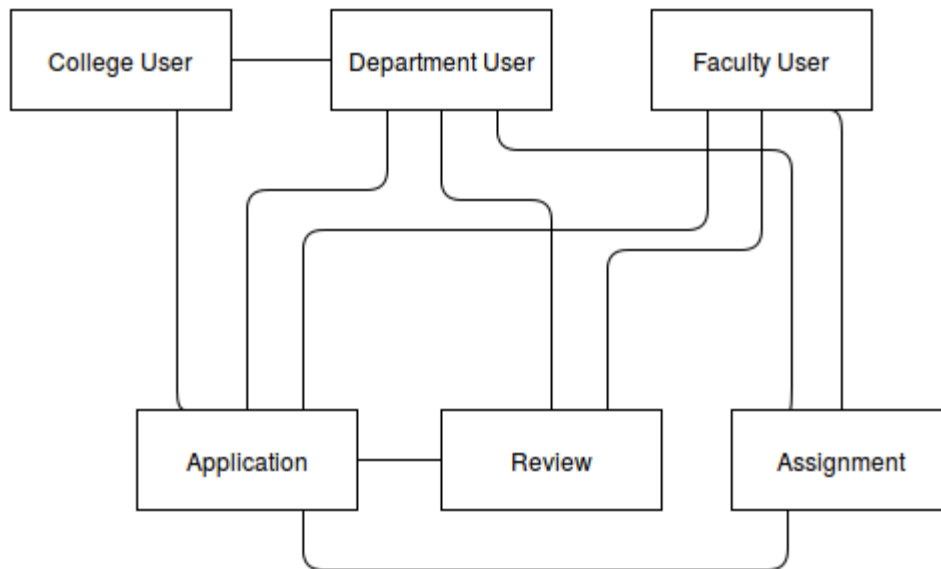 College User
Department User
Faculty User
Application
Review
Assignment